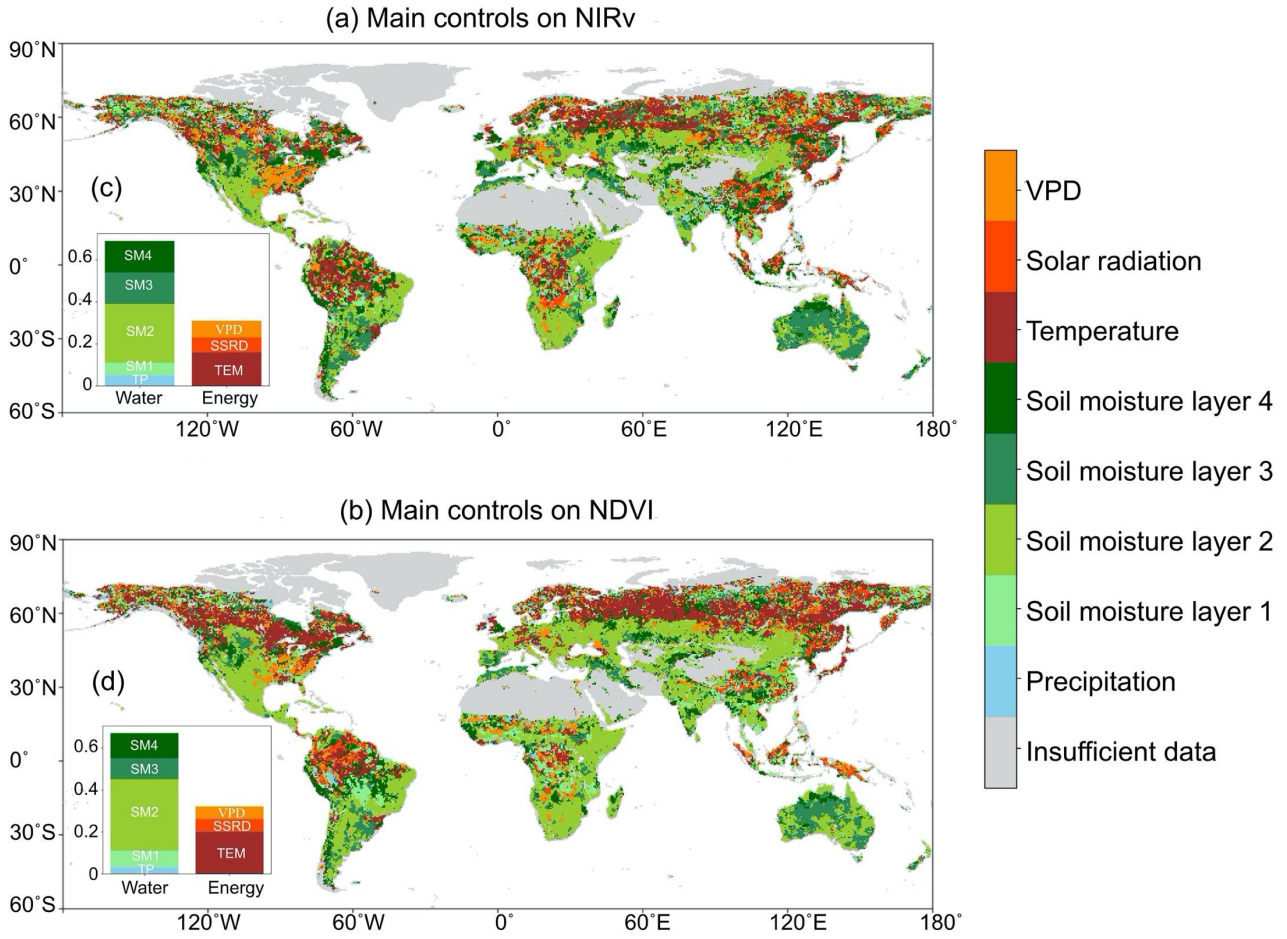 (a) Main controls on NIRv
90°N
60°N
30°N
0°
30°S
60°S
120°W
60°W
0°
60°E
120°E
180°
(c)
0.6
0.4
0.2
0
SM4
SM3
SM2
SM1
TP
VPD
SSRD
TEM
Water
Energy
(b) Main controls on NDVI
90°N
60°N
30°N
0°
30°S
60°S
120°W
60°W
0°
60°E
120°E
180°
(d)
0.6
0.4
0.2
0
SM4
SM3
SM2
SM1
TP
VPD
SSRD
TEM
Water
Energy
VPD
Solar radiation
Temperature
Soil moisture layer 4
Soil moisture layer 3
Soil moisture layer 2
Soil moisture layer 1
Precipitation
Insufficient data